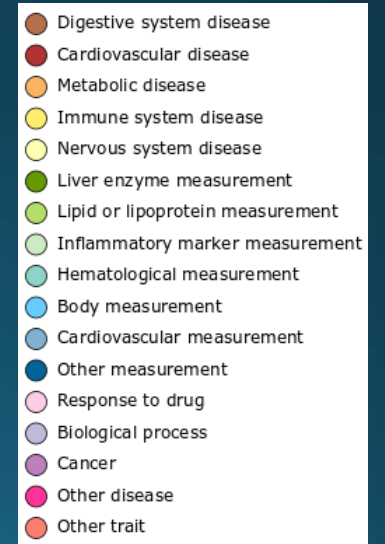 Digestive system disease
Cardiovascular disease
Metabolic disease
Immune system disease
Nervous system disease
Liver enzyme measurement
Lipid or lipoprotein measurement
Inflammatory marker measurement
Hematological measurement
Body measurement
Cardiovascular measurement
Other measurement
Response to drug
Biological process
Cancer
Other disease
Other trait